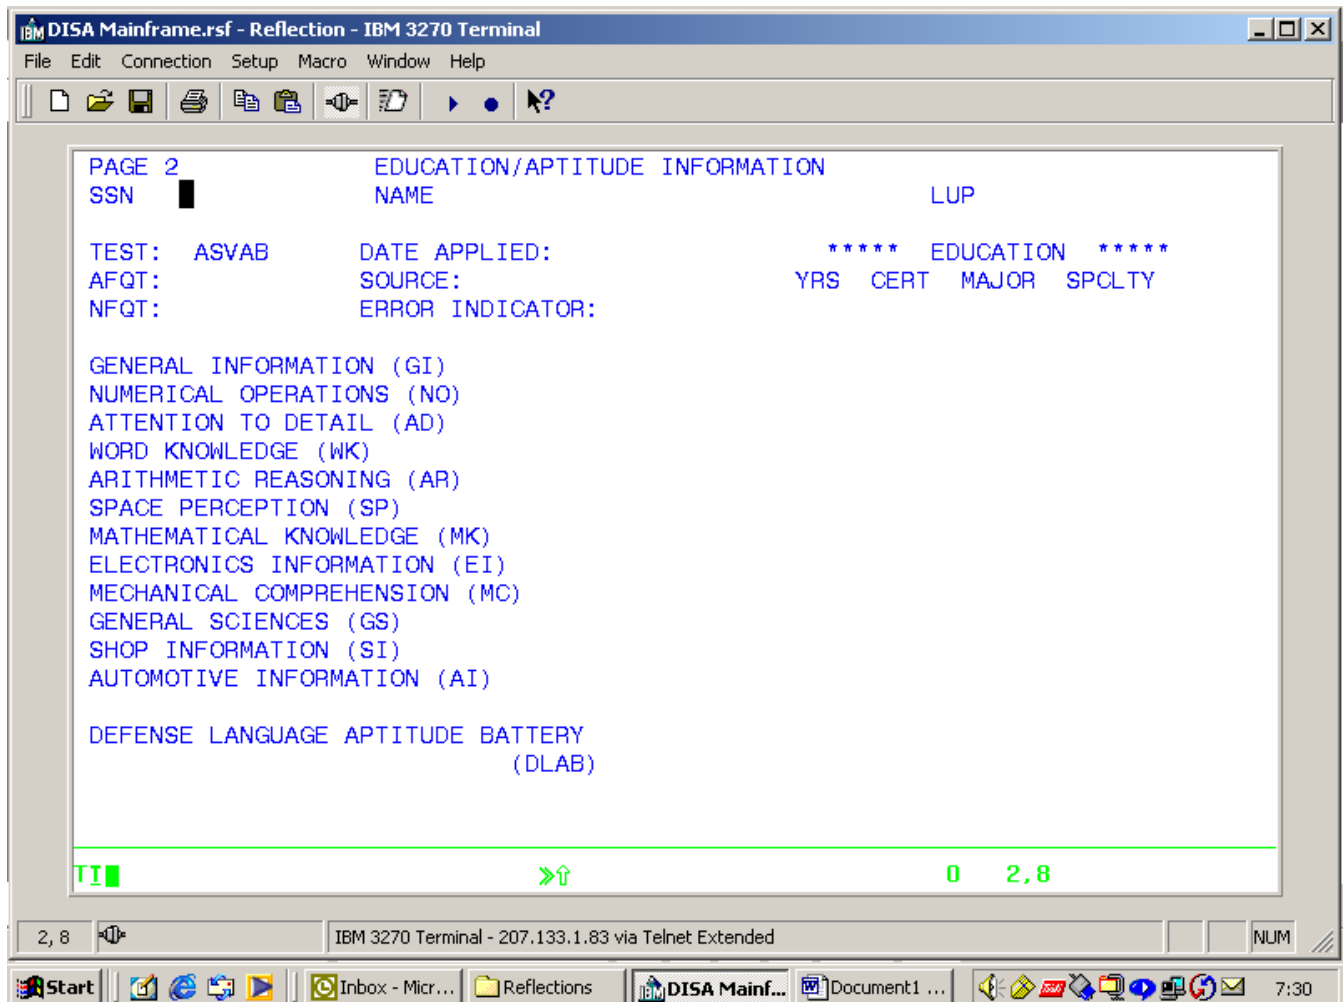 DISA Mainframe.rsf - Reflection - IBM 3270 Terminal
File Edit Connection Setup Macro Window Help
PAGE 2 EDUCATION/APTITUDE INFORMATION
SSN NAME LUP
TEST: ASVAB DATE APPLIED: ***** EDUCATION *****
AFQT: SOURCE: YRS CERT MAJOR SPCLTY
NFQT: ERROR INDICATOR:
GENERAL INFORMATION (GI)
NUMERICAL OPERATIONS (NO)
ATTENTION TO DETAIL (AD)
WORD KNOWLEDGE (WK)
ARITHMETIC REASONING (AR)
SPACE PERCEPTION (SP)
MATHEMATICAL KNOWLEDGE (MK)
ELECTRONICS INFORMATION (EI)
MECHANICAL COMPREHENSION (MC)
GENERAL SCIENCES (GS)
SHOP INFORMATION (SI)
AUTOMOTIVE INFORMATION (AI)
DEFENSE LANGUAGE APTITUDE BATTERY
(DLAB)
TI 0 2,8
2, 8 IBM 3270 Terminal - 207.133.1.83 via Telnet Extended NUM
Start Inbox - Micr... Reflections DISA Mainf... Document1 ... 7:30